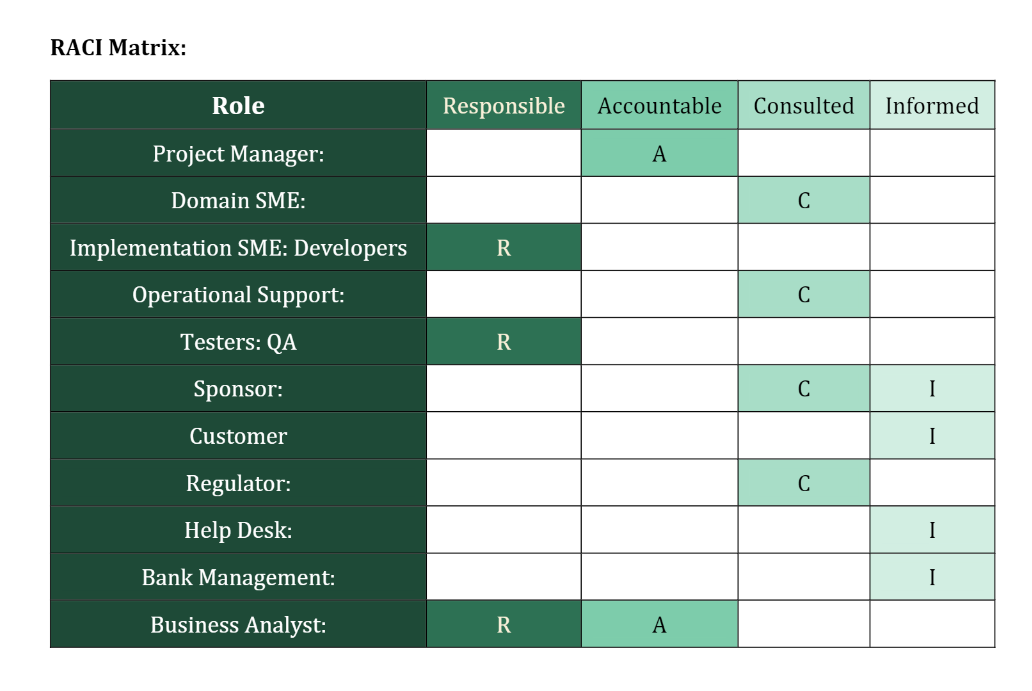 RACI Matrix:
Role Responsible Accountable Consulted Informed
Project Manager: A
Domain SME: C
Implementation SME: Developers R
Operational Support: C
Testers: QA R
Sponsor: C I
Customer I
Regulator: C
Help Desk: I
Bank Management: I
Business Analyst: R A